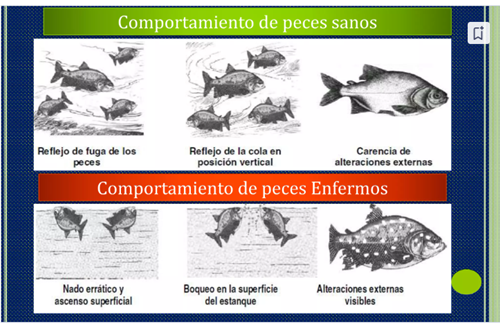 Comportamiento de peces sanos
Reflejo de fuga de los
peces
Reflejo de la cola en
posición vertical
Carencia de
alteraciones externas
Comportamiento de peces Enfermos
Nado errático y
ascenso superficial
Boqueo en la superficie
del estanque
Alteraciones externas
visibles